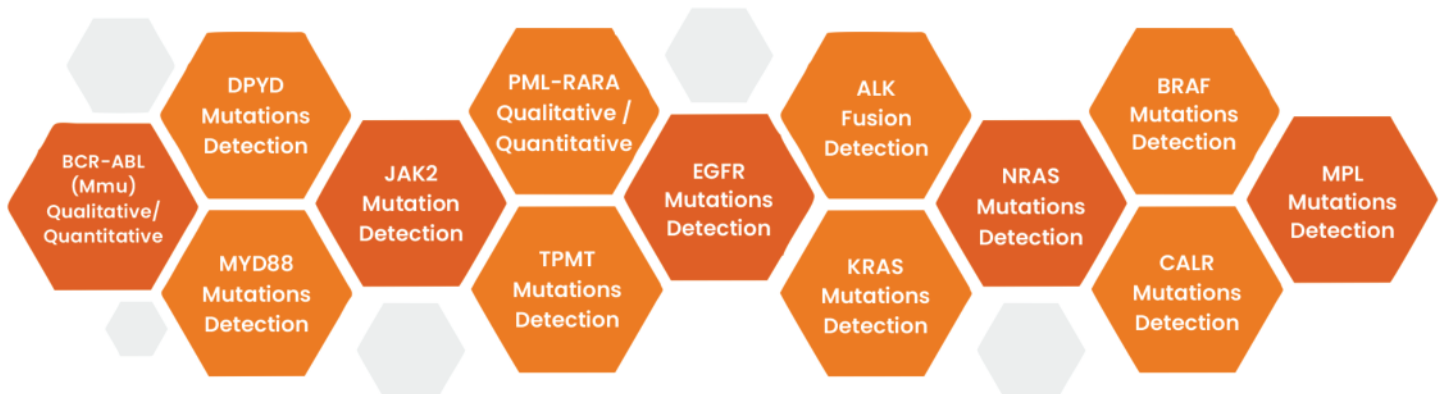 BCR-ABL
(Mmu)
Qualitative/
Quantitative
DPYD
Mutations
Detection
MYD88
Mutations
Detection
JAK2
Mutation
Detection
PML-RARA
Qualitative /
Quantitative
TPMT
Mutations
Detection
EGFR
Mutations
Detection
ALK
Fusion
Detection
KRAS
Mutations
Detection
NRAS
Mutations
Detection
BRAF
Mutations
Detection
CALR
Mutations
Detection
MPL
Mutations
Detection